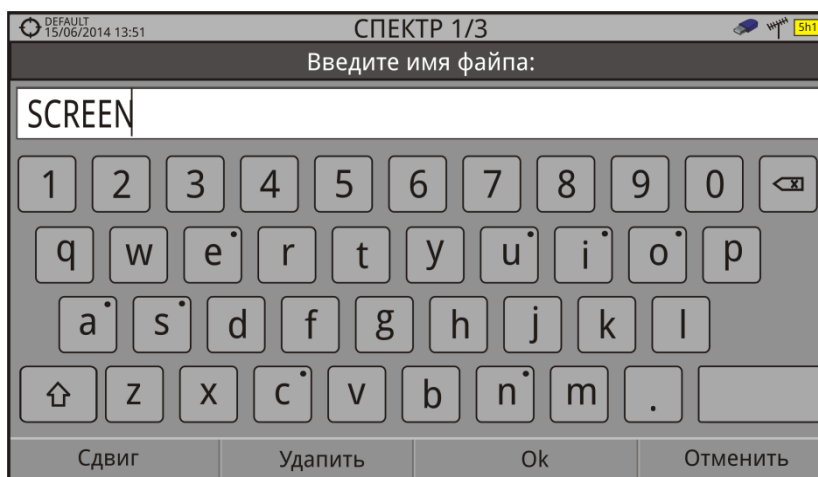 DEFAULT
15/06/2014 13:51
СПЕКТР 1/3
5h1
Введите имя файпа:
SCREEN
1 2 3 4 5 6 7 8 9 0
q w e r t y u i o p
a s d f g h j k l
z x c v b n m .
Сдвиг Удапить Ok Отменить